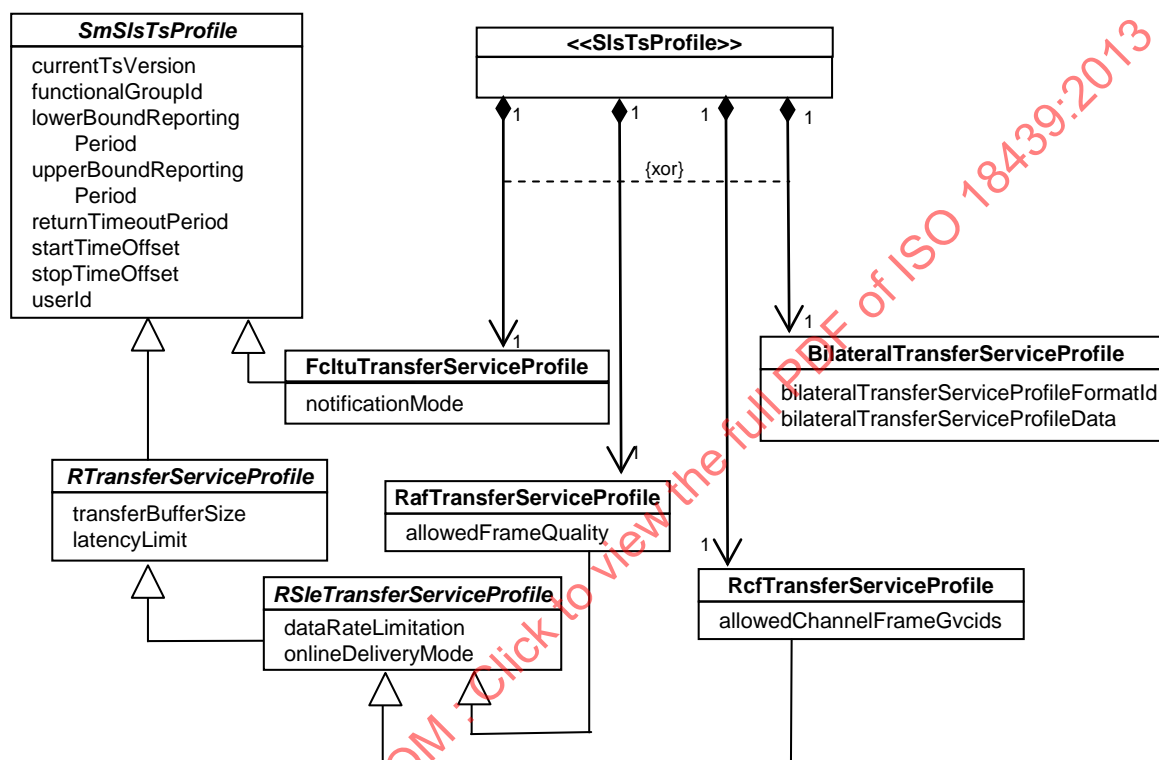 SmSlsTsProfile
currentTsVersion
functionalGroupId
lowerBoundReporting
Period
upperBoundReporting
Period
returnTimeoutPeriod
startTimeOffset
stopTimeOffset
userId
<<SlsTsProfile>>
1
1
1
1
{xor}
1
1
1
1
FcltuTransferServiceProfile
notificationMode
BilateralTransferServiceProfile
bilateralTransferServiceProfileFormatId
bilateralTransferServiceProfileData
RTransferServiceProfile
transferBufferSize
latencyLimit
RafTransferServiceProfile
allowedFrameQuality
RSleTransferServiceProfile
dataRateLimitation
onlineDeliveryMode
RcfTransferServiceProfile
allowedChannelFrameGvcids
OM : Click to view the full PDF of ISO 18439:2013